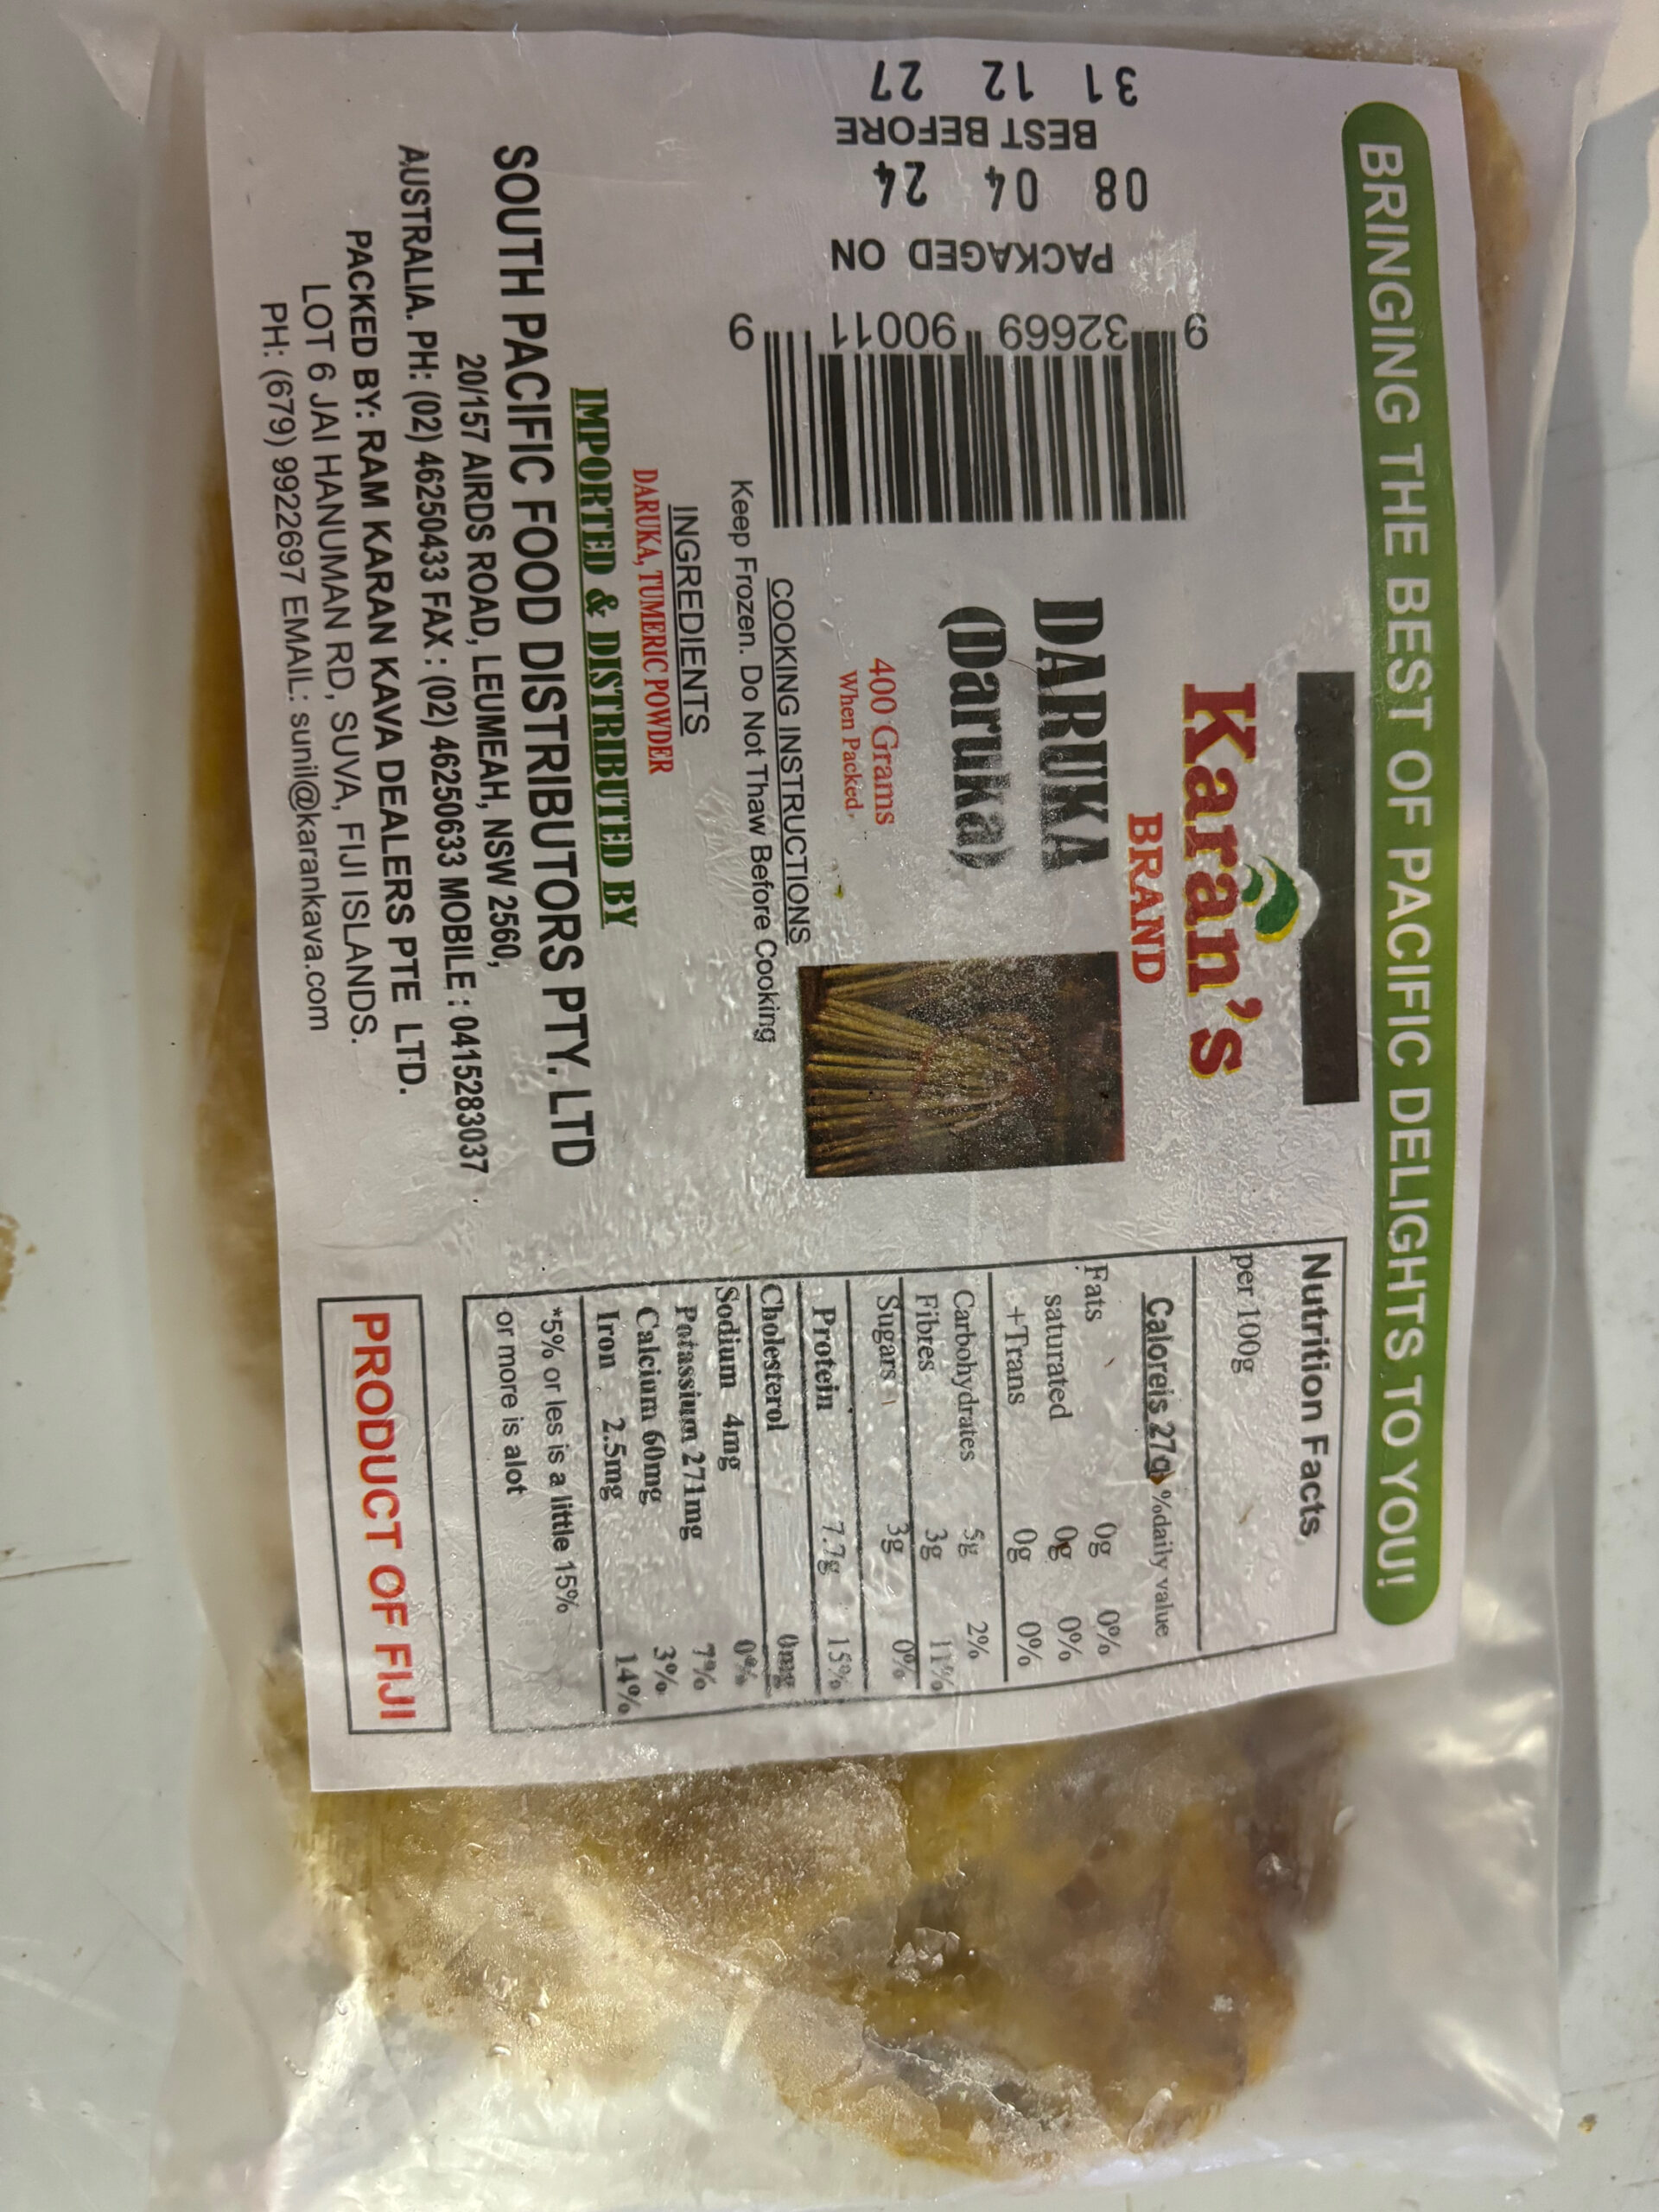 BRINGING THE BEST OF PACIFIC DELIGHTS TO YOU!
Karan's
BRAND
DARUKA
(Daruka)
400 Grams
When Packed.
COOKING INSTRUCTIONS
Keep Frozen. Do Not Thaw Before Cooking
INGREDIENTS
DARUKA, TUMERIC POWDER
IMPORTED & DISTRIBUTED BY
SOUTH PACIFIC FOOD DISTRIBUTORS PTY. LTD
20/157 AIRDS ROAD, LEUMEAH, NSW 2560,
AUSTRALIA. PH: (02) 46250433 FAX : (02) 46250633 MOBILE : 0415283037
PACKED BY: RAM KARAN KAVA DEALERS PTE LTD.
LOT 6 JAI HANUMAN RD, SUVA, FIJI ISLANDS.
PH: (679) 9922697 EMAIL: sunil@karankava.com
9 32669 90011 9
PACKAGED ON
08 04 24
BEST BEFORE
31 12 27
Nutrition Facts
per 100g
Caloreis 27g %daily value
Fats 0g 0%
saturated 0g 0%
+Trans 0g 0%
Carbohydrates 5g 2%
Fibres 3g 11%
Sugars 3g 0%
Protein 7.7g 15%
Cholesterol 0mg
Sodium 4mg 0%
Potassium 271mg 7%
Calcium 60mg 3%
Iron 2.5mg 14%
*5% or les is a little 15%
or more is alot
PRODUCT OF FIJI